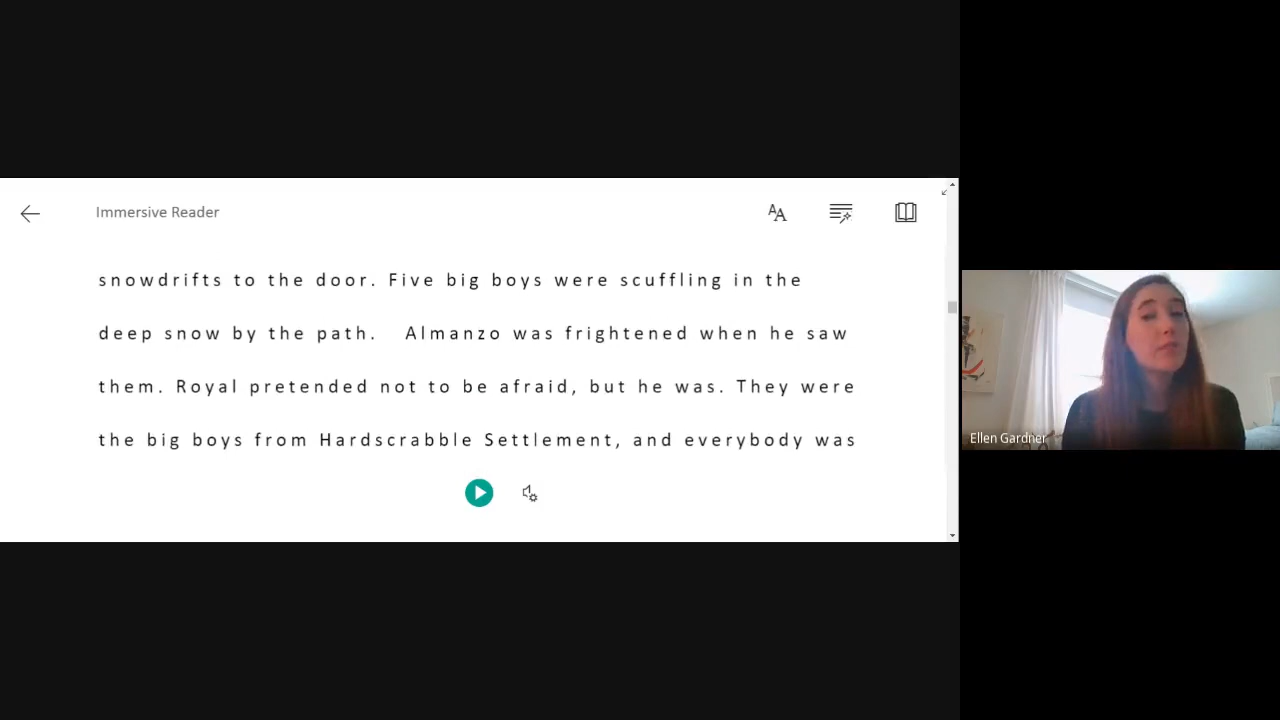 Immersive Reader
snowdrifts to the door. Five big boys were scuffling in the
deep snow by the path. Almanzo was frightened when he saw
them. Royal pretended not to be afraid, but he was. They were
the big boys from Hardscrabble Settlement, and everybody was
Ellen Gardner